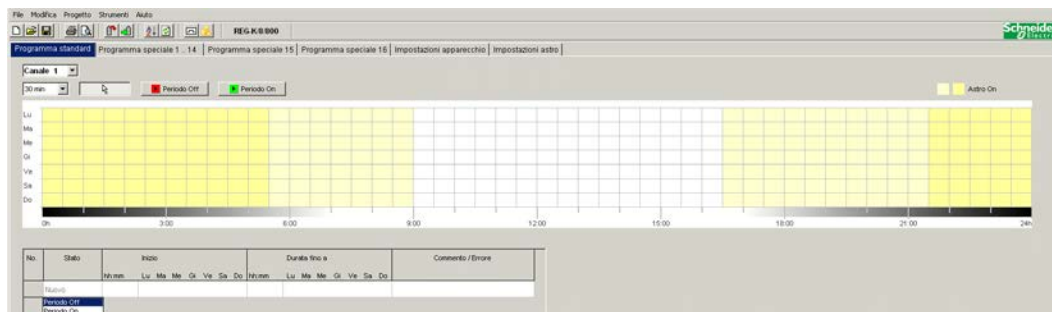 File Modifica Progetto Strumenti Aiuto
REG-K/8/800
Schneider
Electric
Programma standard Programma speciale 1 .. 14 Programma speciale 15 Programma speciale 16 Impostazioni apparecchio Impostazioni astro
Canale 1
30 min Periodo Off Periodo On Astro On
Lu
Ma
Me
Gi
Ve
Sa
Do
0h 3:00 6:00 9:00 12:00 15:00 18:00 21:00 24h
No. Stato Inizio Durata fino a Commento / Errore
hh:mm Lu Ma Me Gi Ve Sa Do hh:mm Lu Ma Me Gi Ve Sa Do
Nuovo
Periodo Off
Periodo On